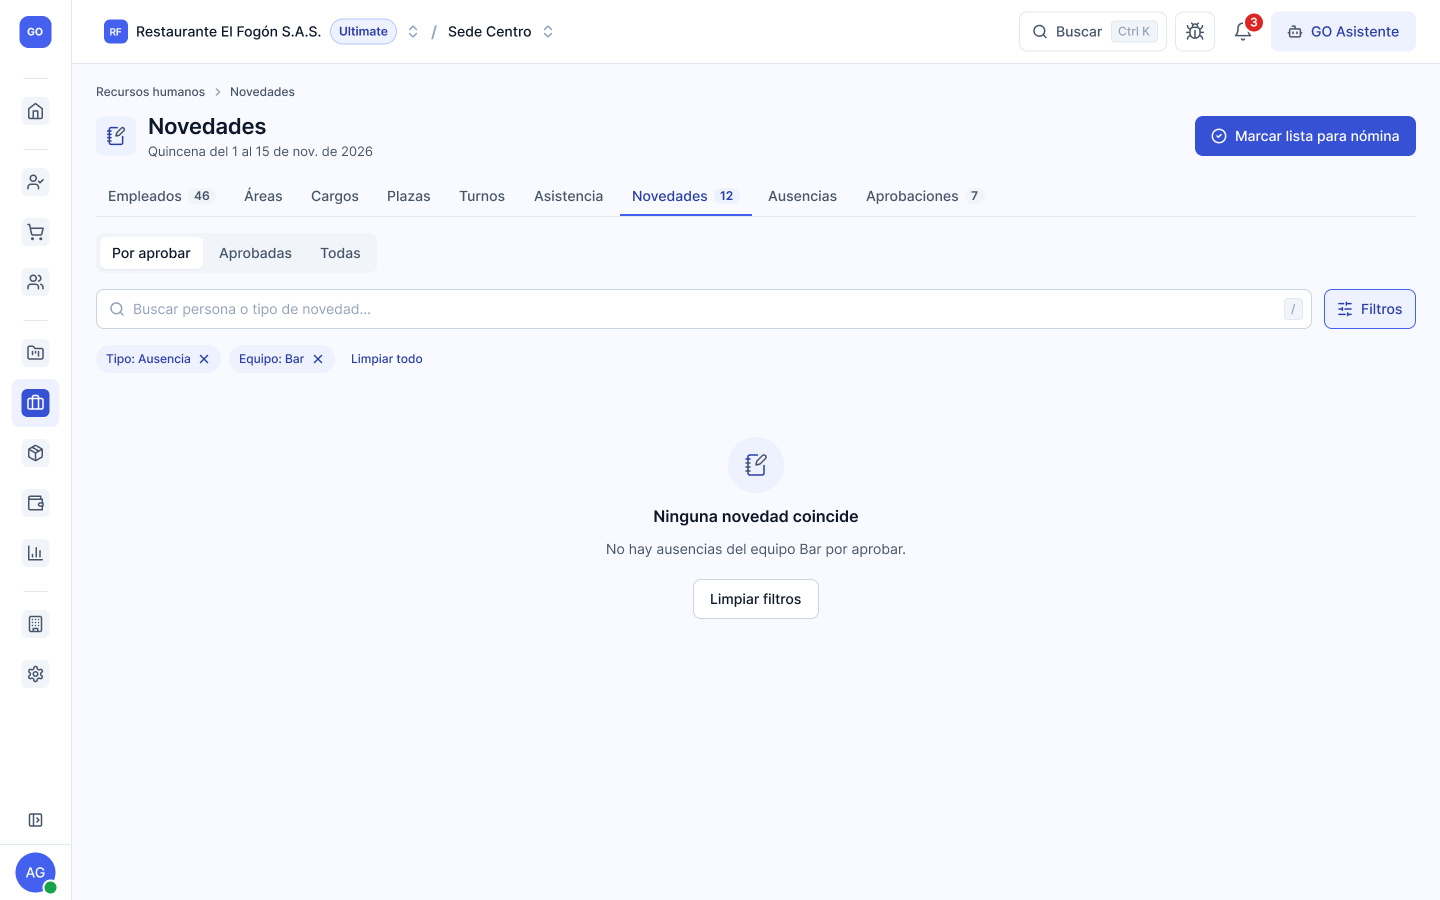 GO
RF Restaurante El Fogón S.A.S. Ultimate / Sede Centro
Buscar Ctrl K
3
GO Asistente
Recursos humanos Novedades
Novedades
Quincena del 1 al 15 de nov. de 2026
Marcar lista para nómina
Empleados 46 Áreas Cargos Plazas Turnos Asistencia Novedades 12 Ausencias Aprobaciones 7
Por aprobar Aprobadas Todas
Buscar persona o tipo de novedad... /
Filtros
Tipo: Ausencia Equipo: Bar Limpiar todo
Ninguna novedad coincide
No hay ausencias del equipo Bar por aprobar.
Limpiar filtros
AG